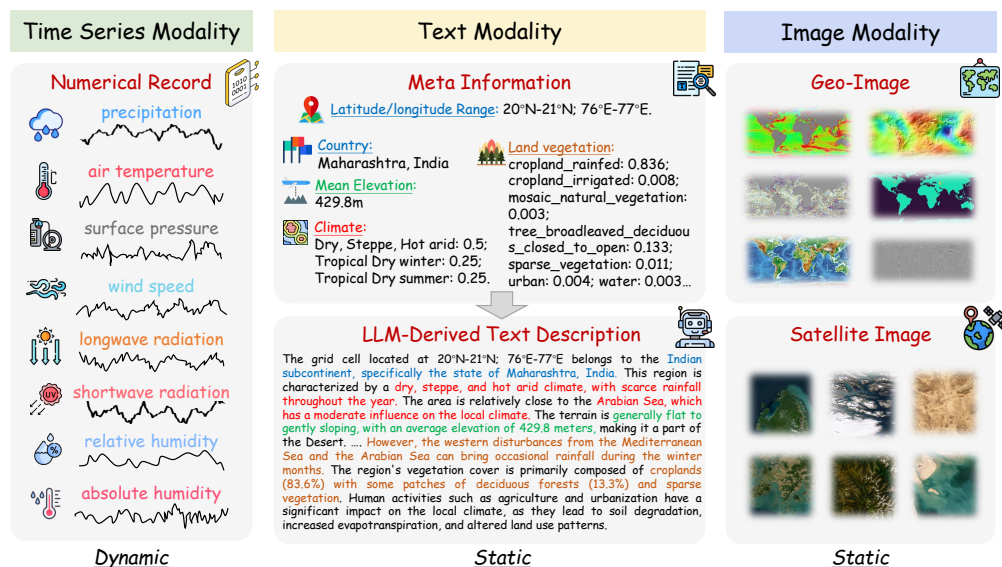 Time Series Modality
Text Modality
Image Modality
Numerical Record
1010
0001
precipitation
air temperature
surface pressure
wind speed
longwave radiation
UV
shortwave radiation
relative humidity
%
absolute humidity
Dynamic
Meta Information
Latitude/longitude Range: 20°N-21°N; 76°E-77°E.
Country:
Maharashtra, India
Mean Elevation:
429.8m
Climate:
Dry, Steppe, Hot arid: 0.5;
Tropical Dry winter: 0.25;
Tropical Dry summer: 0.25.
Land vegetation:
cropland_rainfed: 0.836;
cropland_irrigated: 0.008;
mosaic_natural_vegetation:
0.003;
tree_broadleaved_deciduou
s_closed_to_open: 0.133;
sparse_vegetation: 0.011;
urban: 0.004; water: 0.003...
LLM-Derived Text Description
The grid cell located at 20°N-21°N; 76°E-77°E belongs to the Indian
subcontinent, specifically the state of Maharashtra, India. This region is
characterized by a dry, steppe, and hot arid climate, with scarce rainfall
throughout the year. The area is relatively close to the Arabian Sea, which
has a moderate influence on the local climate. The terrain is generally flat to
gently sloping, with an average elevation of 429.8 meters, making it a part of
the Desert. .... However, the western disturbances from the Mediterranean
Sea and the Arabian Sea can bring occasional rainfall during the winter
months. The region's vegetation cover is primarily composed of croplands
(83.6%) with some patches of deciduous forests (13.3%) and sparse
vegetation. Human activities such as agriculture and urbanization have a
significant impact on the local climate, as they lead to soil degradation,
increased evapotranspiration, and altered land use patterns.
Static
Geo-Image
Satellite Image
Static